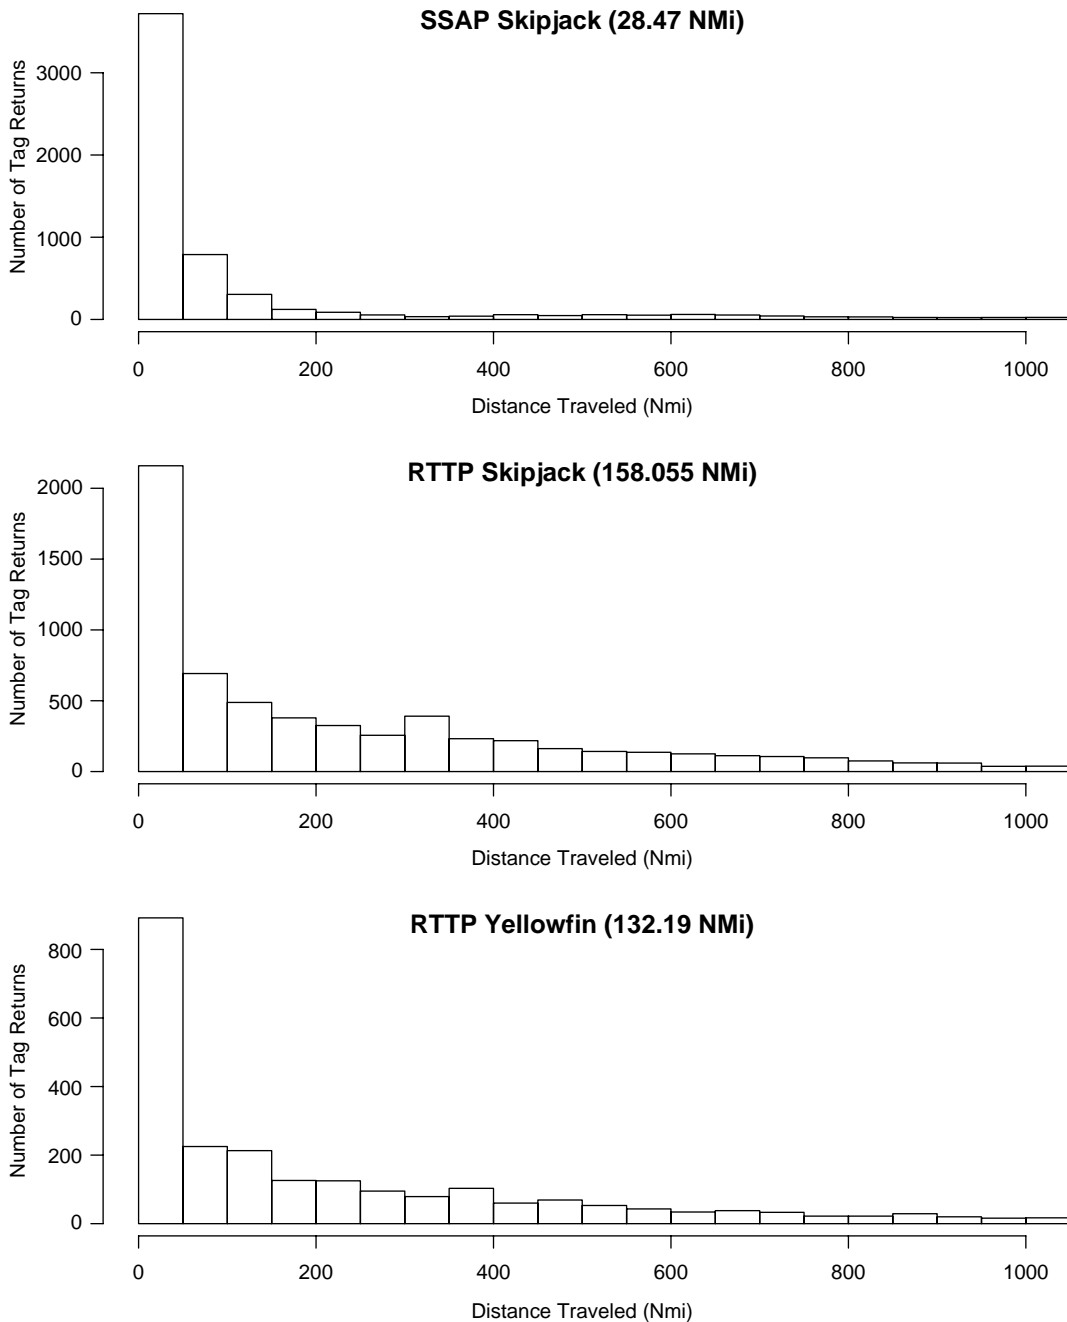 SSAP Skipjack (28.47 NMi)
Number of Tag Returns
3000
2000
1000
0
0 200 400 600 800 1000
Distance Traveled (Nmi)
RTTP Skipjack (158.055 NMi)
Number of Tag Returns
2000
1500
1000
500
0
0 200 400 600 800 1000
Distance Traveled (Nmi)
RTTP Yellowfin (132.19 NMi)
Number of Tag Returns
800
600
400
200
0
0 200 400 600 800 1000
Distance Traveled (Nmi)